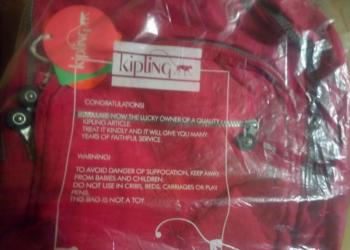 kipling
kipling
CONGRATULATIONS!
YOU ARE NOW THE LUCKY OWNER OF A QUALITY
KIPLING ARTICLE.
TREAT IT KINDLY AND IT WILL GIVE YOU MANY
YEARS OF FAITHFUL SERVICE.
WARNING!
TO AVOID DANGER OF SUFFOCATION, KEEP AWAY
FROM BABIES AND CHILDREN.
DO NOT USE IN CRIBS, BEDS, CARRIAGES OR PLAY
PENS.
THIS BAG IS NOT A TOY.